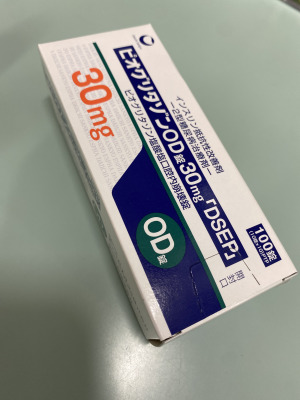 インスリン抵抗性改善剤
－2型糖尿病治療剤－
ピオグリタゾンOD錠30mg「DSEP」
ピオグリタゾン塩酸塩口腔内崩壊錠
30mg
OD錠
100錠
開封口